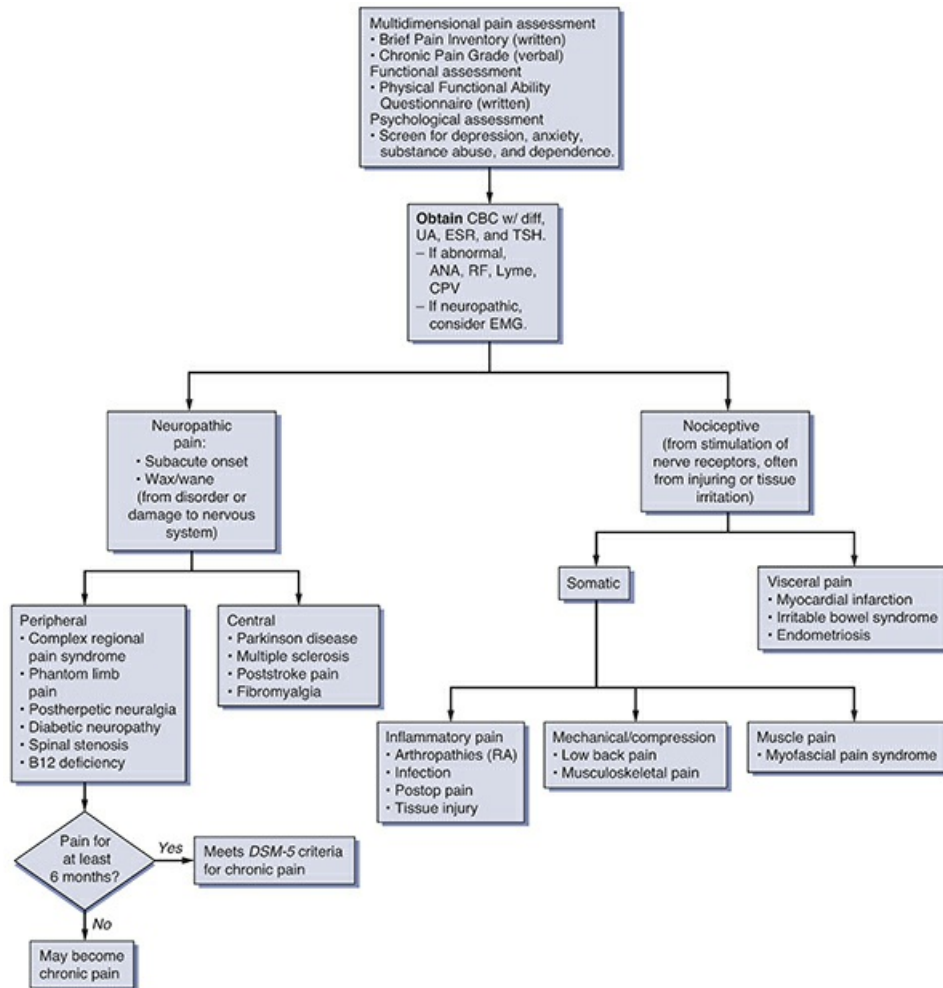 Multidimensional pain assessment
• Brief Pain Inventory (written)
• Chronic Pain Grade (verbal)
Functional assessment
• Physical Functional Ability
Questionnaire (written)
Psychological assessment
• Screen for depression, anxiety,
substance abuse, and dependence.
Obtain CBC w/ diff,
UA, ESR, and TSH.
– If abnormal,
ANA, RF, Lyme,
CPV
– If neuropathic,
consider EMG.
Neuropathic
pain:
• Subacute onset
• Wax/wane
(from disorder or
damage to nervous
system)
Nociceptive
(from stimulation of
nerve receptors, often
from injuring or tissue
irritation)
Peripheral
• Complex regional
pain syndrome
• Phantom limb
pain
• Postherpetic neuralgia
• Diabetic neuropathy
• Spinal stenosis
• B12 deficiency
Central
• Parkinson disease
• Multiple sclerosis
• Poststroke pain
• Fibromyalgia
Somatic
Visceral pain
• Myocardial infarction
• Irritable bowel syndrome
• Endometriosis
Inflammatory pain
• Arthropathies (RA)
• Infection
• Postop pain
• Tissue injury
Mechanical/compression
• Low back pain
• Musculoskeletal pain
Muscle pain
• Myofascial pain syndrome
Pain for
at least
6 months?
Yes
Meets DSM-5 criteria
for chronic pain
No
May become
chronic pain